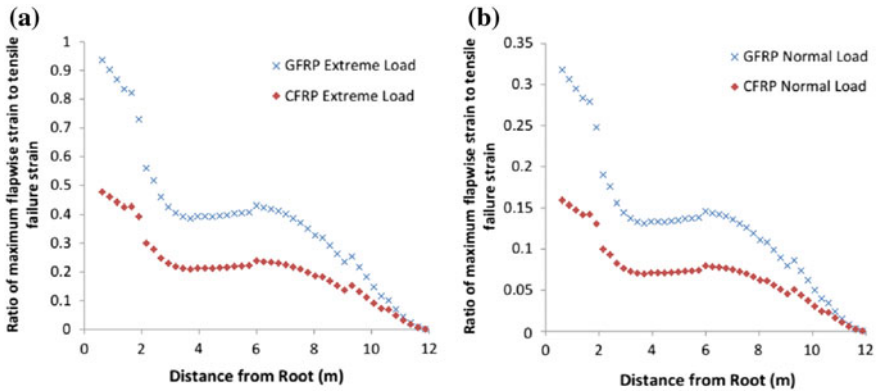 (a)
Ratio of maximum flapwise strain to tensile
failure strain
1
0.9
0.8
0.7
0.6
0.5
0.4
0.3
0.2
0.1
0
0 2 4 6 8 10 12
Distance from Root (m)
GFRP Extreme Load
CFRP Extreme Load
(b)
Ratio of maximum flapwise strain to tensile
failure strain
0.35
0.3
0.25
0.2
0.15
0.1
0.05
0
0 2 4 6 8 10 12
Distance from Root (m)
GFRP Normal Load
CFRP Normal Load